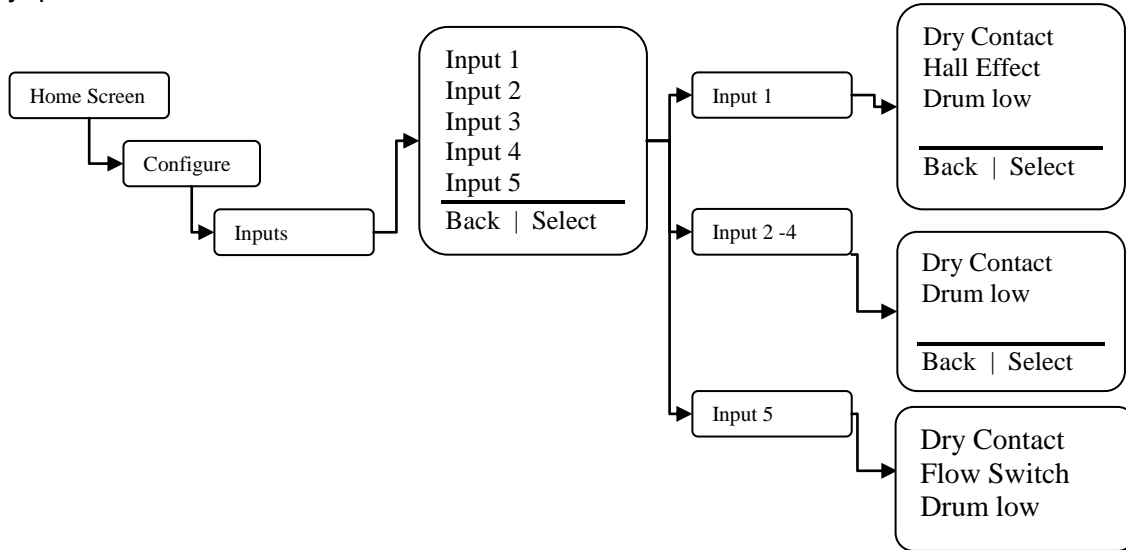 Home Screen
Configure
Inputs
Input 1
Input 2
Input 3
Input 4
Input 5
Back | Select
Input 1
Dry Contact
Hall Effect
Drum low
Back | Select
Input 2 -4
Dry Contact
Drum low
Back | Select
Input 5
Dry Contact
Flow Switch
Drum low